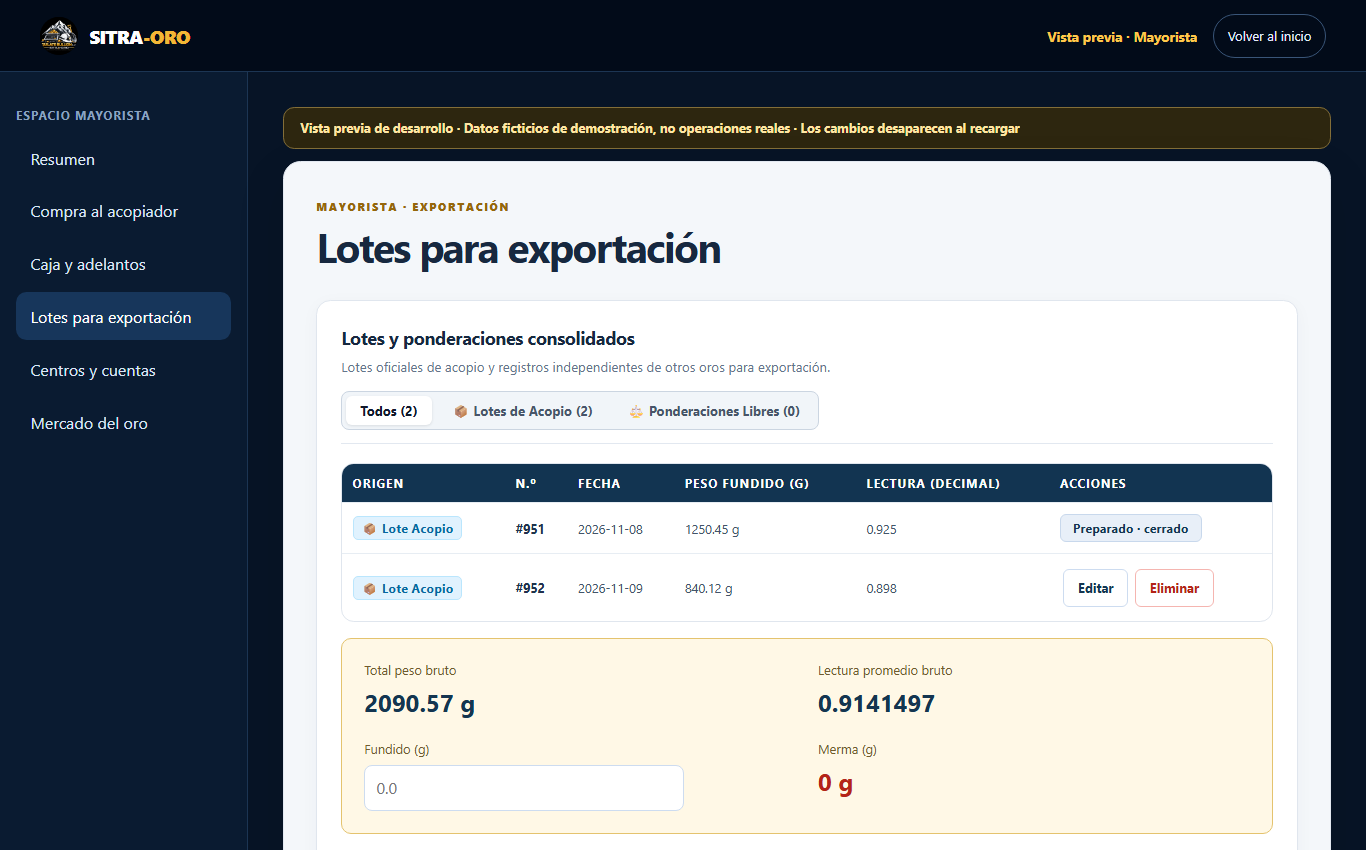 SITRA-ORO
Vista previa · Mayorista
Volver al inicio
ESPACIO MAYORISTA
Resumen
Compra al acopiador
Caja y adelantos
Lotes para exportación
Centros y cuentas
Mercado del oro
Vista previa de desarrollo · Datos ficticios de demostración, no operaciones reales · Los cambios desaparecen al recargar
MAYORISTA · EXPORTACIÓN
Lotes para exportación
Lotes y ponderaciones consolidados
Lotes oficiales de acopio y registros independientes de otros oros para exportación.
Todos (2) Lotes de Acopio (2) Ponderaciones Libres (0)
ORIGEN N.º FECHA PESO FUNDIDO (G) LECTURA (DECIMAL) ACCIONES
Lote Acopio #951 2026-11-08 1250.45 g 0.925 Preparado · cerrado
Lote Acopio #952 2026-11-09 840.12 g 0.898 Editar Eliminar
Total peso bruto
2090.57 g
Lectura promedio bruto
0.9141497
Fundido (g)
0.0
Merma (g)
0 g